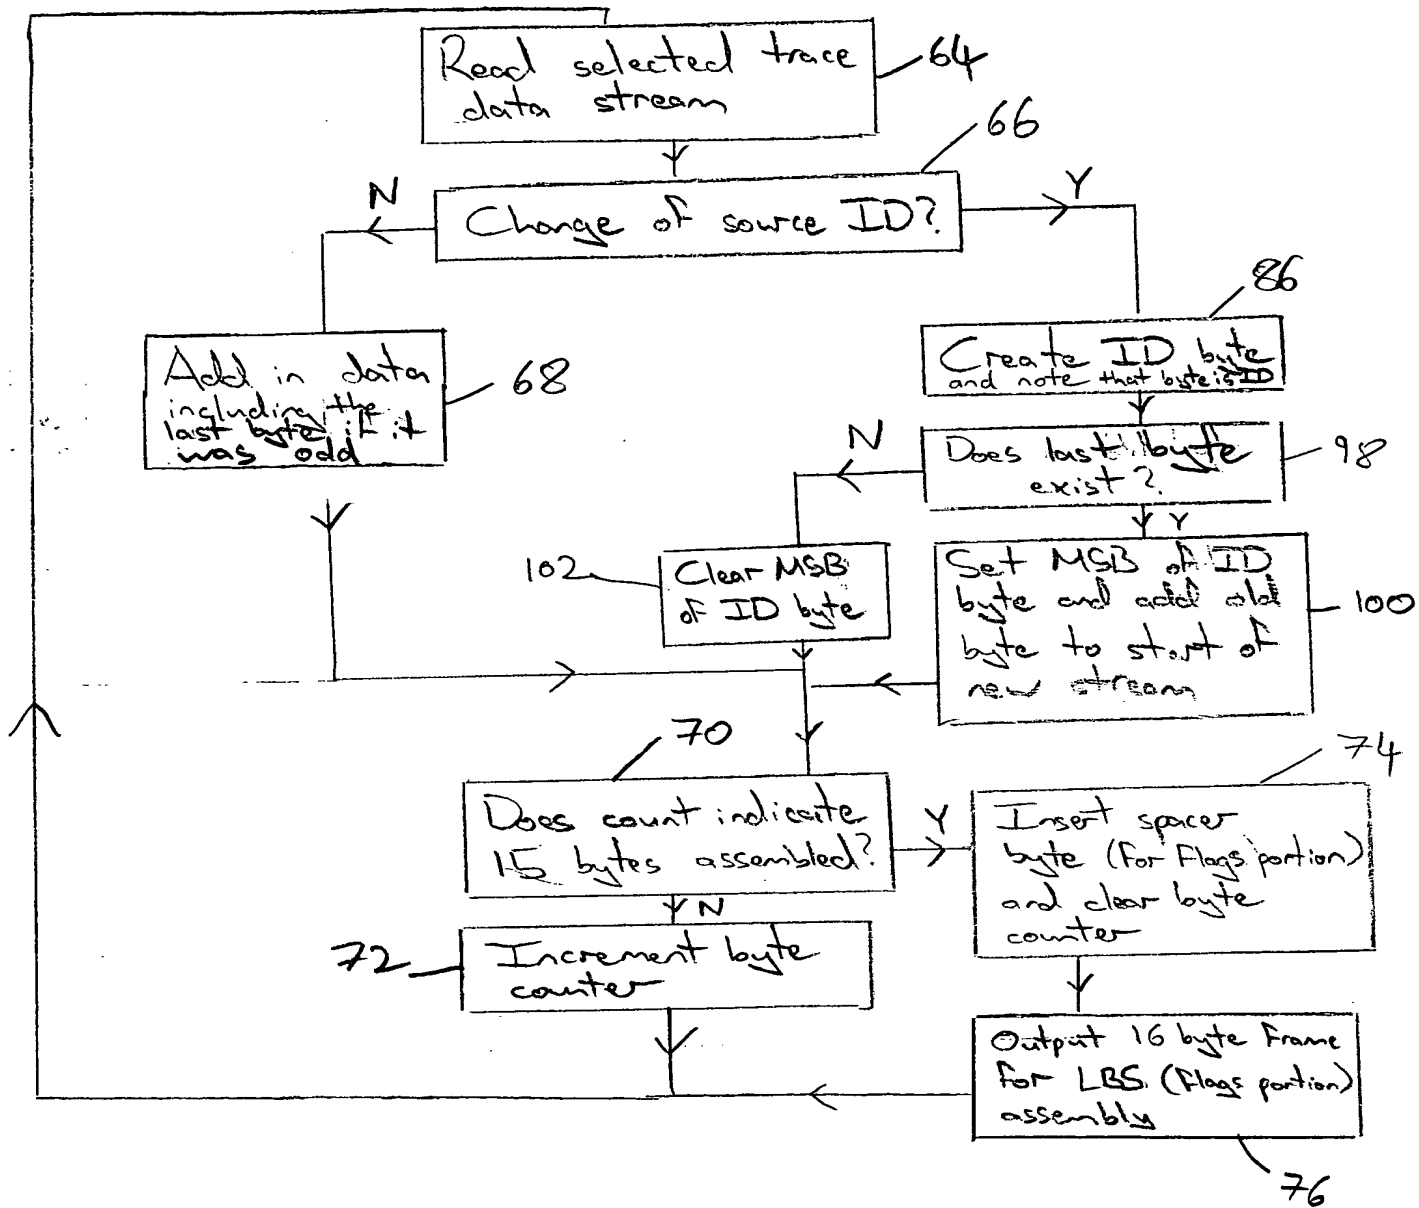 Read selected trace
data stream
64
66
N
Change of source ID?
Y
86
Add in data
including the
last byte if it
was odd
68
Create ID byte
and note that byte is ID
N
Does last byte
exist?
98
Y
102
Clear MSB
of ID byte
Set MSB of ID
byte and add old
byte to start of
new stream
100
70
74
Does count indicate
15 bytes assembled?
Y
Insert spacer
byte (for flags portion)
and clear byte
counter
N
72
Increment byte
counter
Output 16 byte frame
for LBS (flags portion)
assembly
76